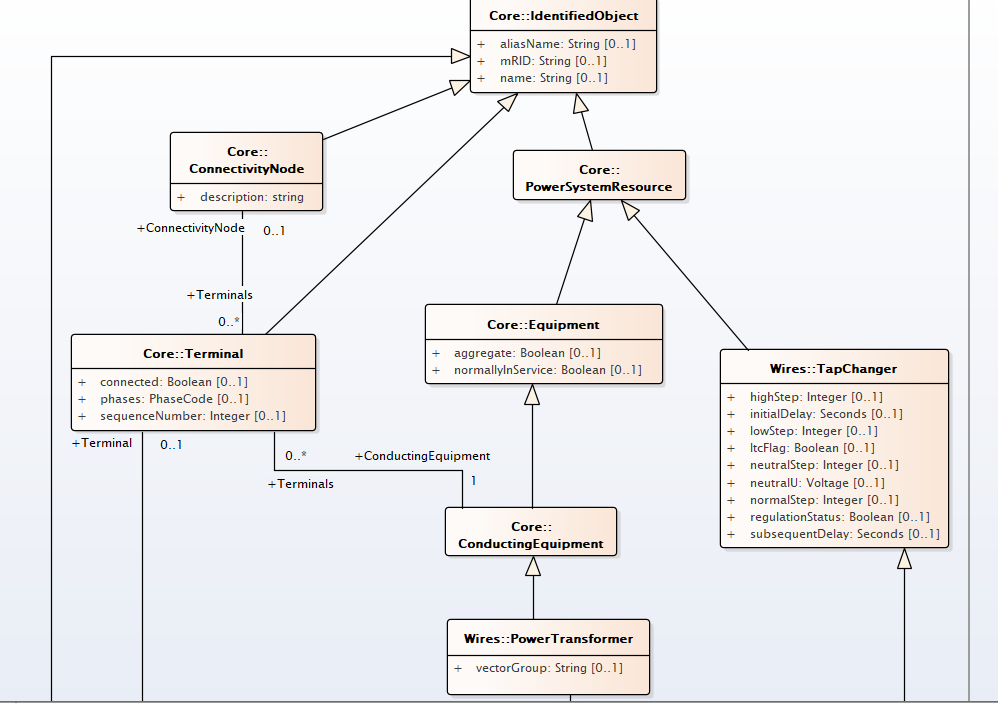 Core::IdentifiedObject
+ aliasName: String [0..1]
+ mRID: String [0..1]
+ name: String [0..1]
Core::
ConnectivityNode
+ description: string
Core::
PowerSystemResource
+ConnectivityNode 0..1
+Terminals
0..*
Core::Terminal
+ connected: Boolean [0..1]
+ phases: PhaseCode [0..1]
+ sequenceNumber: Integer [0..1]
Core::Equipment
+ aggregate: Boolean [0..1]
+ normallyInService: Boolean [0..1]
Wires::TapChanger
+ highStep: Integer [0..1]
+ initialDelay: Seconds [0..1]
+ lowStep: Integer [0..1]
+ ltcFlag: Boolean [0..1]
+ neutralStep: Integer [0..1]
+ neutralU: Voltage [0..1]
+ normalStep: Integer [0..1]
+ regulationStatus: Boolean [0..1]
+ subsequentDelay: Seconds [0..1]
+Terminal 0..1
0..* +ConductingEquipment
+Terminals 1
Core::
ConductingEquipment
Wires::PowerTransformer
+ vectorGroup: String [0..1]